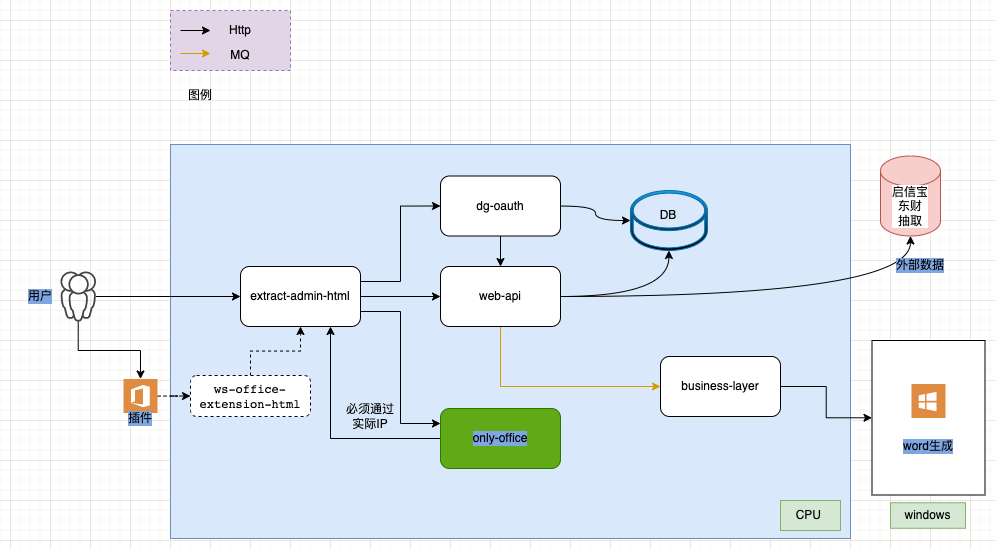 Http
MQ
图例
dg-oauth
DB
启信宝
东财
抽取
外部数据
用户
extract-admin-html
web-api
ws-office-
extension-html
插件
必须通过
实际IP
only-office
business-layer
word生成
CPU
windows